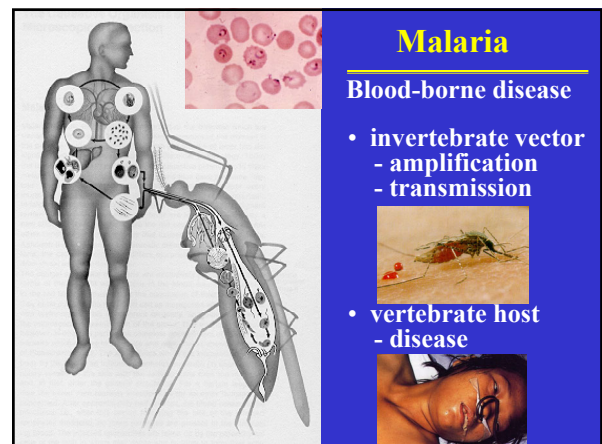 Malaria
Blood-borne disease
• invertebrate vector
- amplification
- transmission
• vertebrate host
- disease